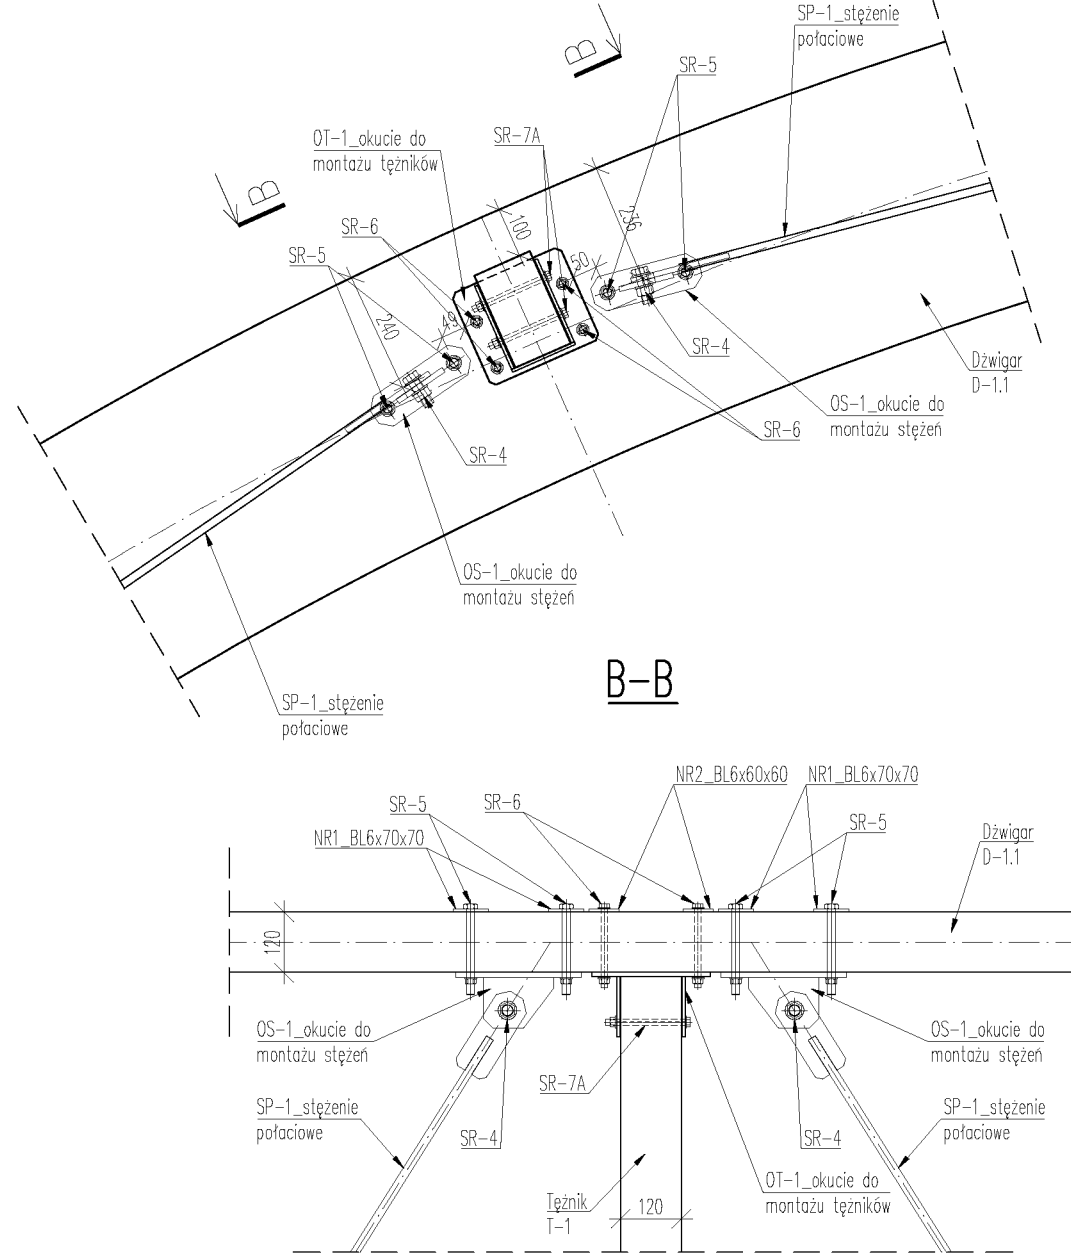 SP-1_stężenie
połaciowe
B
SR-5
OT-1_okucie do
montażu tężników
SR-7A
B
SR-6
100
236
SR-5
50
240
49
SR-4
Dźwigar
D-1.1
OS-1_okucie do
montażu stężeń
SR-6
SR-4
OS-1_okucie do
montażu stężeń
B-B
SP-1_stężenie
połaciowe
NR2_BL6x60x60
NR1_BL6x70x70
SR-5
SR-6
SR-5
NR1_BL6x70x70
Dźwigar
D-1.1
120
OS-1_okucie do
montażu stężeń
OS-1_okucie do
montażu stężeń
SR-7A
SP-1_stężenie
połaciowe
SP-1_stężenie
połaciowe
SR-4
SR-4
OT-1_okucie do
montażu tężników
Tężnik
T-1
120